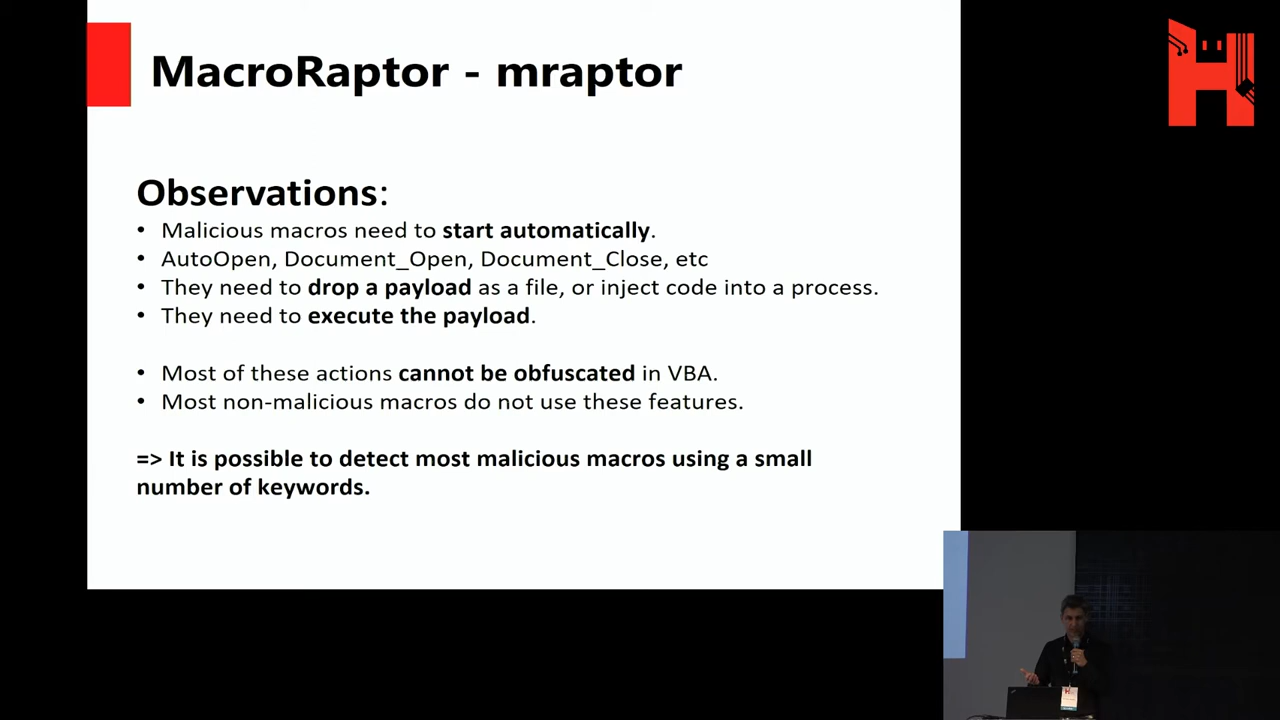 MacroRaptor - mraptor
Observations:
• Malicious macros need to start automatically.
• AutoOpen, Document_Open, Document_Close, etc
• They need to drop a payload as a file, or inject code into a process.
• They need to execute the payload.
• Most of these actions cannot be obfuscated in VBA.
• Most non-malicious macros do not use these features.
=> It is possible to detect most malicious macros using a small
number of keywords.